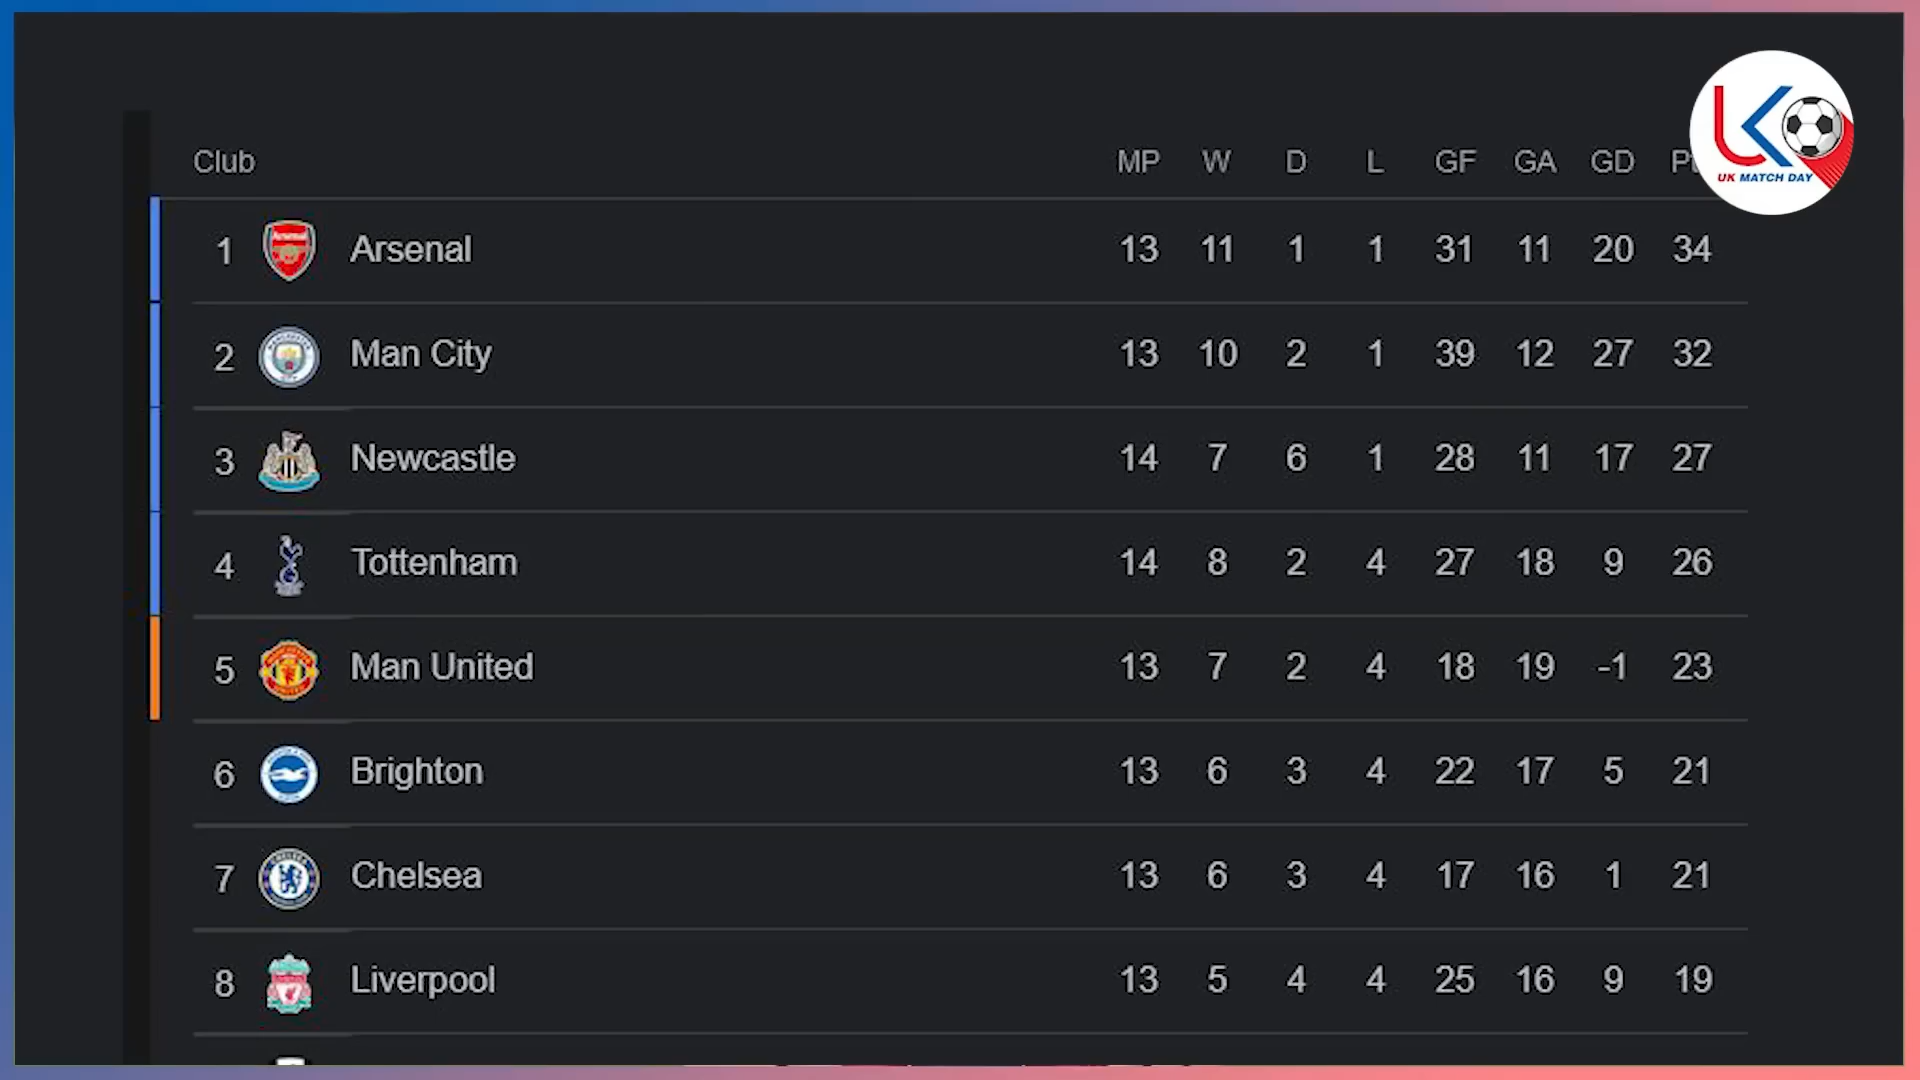 Club MP W D L GF GA GD
UK MATCH DAY
1 Arsenal 13 11 1 1 31 11 20 34
2 Man City 13 10 2 1 39 12 27 32
3 Newcastle 14 7 6 1 28 11 17 27
4 Tottenham 14 8 2 4 27 18 9 26
5 Man United 13 7 2 4 18 19 -1 23
6 Brighton 13 6 3 4 22 17 5 21
7 Chelsea 13 6 3 4 17 16 1 21
8 Liverpool 13 5 4 4 25 16 9 19